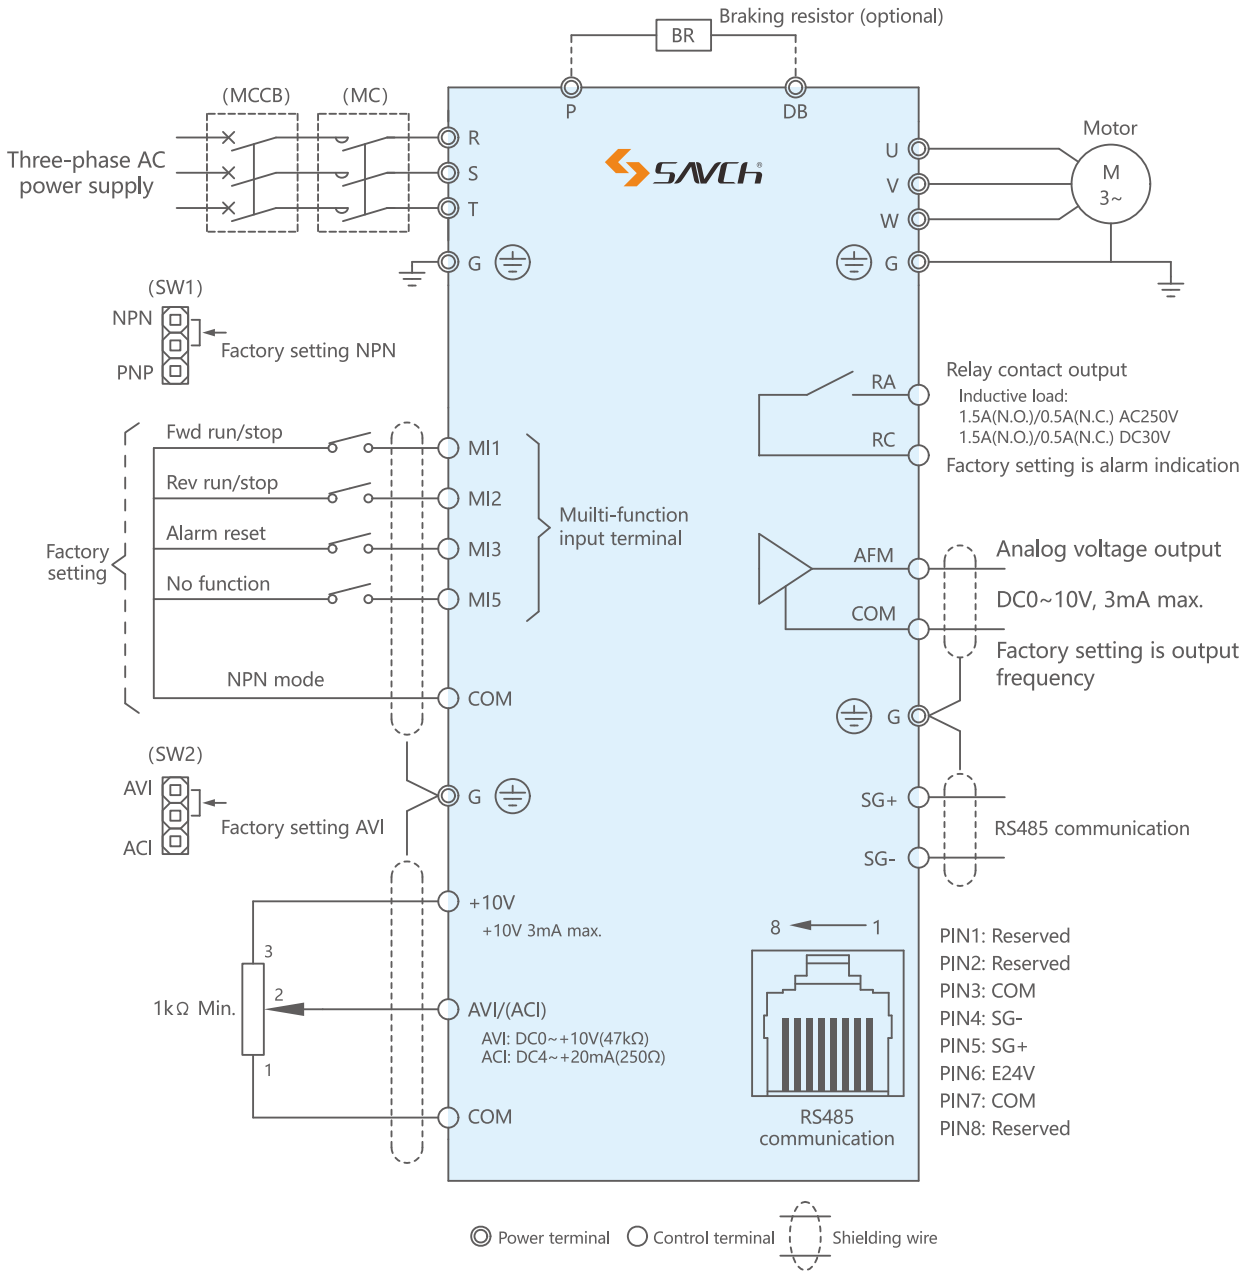 Braking resistor (optional)
BR
P
DB
(MCCB)
(MC)
Three-phase AC
power supply
R
S
T
G
SAVCH®
U
V
W
G
Motor
M
3~
(SW1)
NPN
PNP
Factory setting NPN
RA
RC
Relay contact output
Inductive load:
1.5A(N.O.)/0.5A(N.C.) AC250V
1.5A(N.O.)/0.5A(N.C.) DC30V
Factory setting is alarm indication
Factory
setting
Fwd run/stop
Rev run/stop
Alarm reset
No function
NPN mode
MI1
MI2
MI3
MI5
COM
Muilti-function
input terminal
AFM
COM
Analog voltage output
DC0~10V, 3mA max.
Factory setting is output
frequency
G
(SW2)
AVI
ACI
Factory setting AVI
G
SG+
SG-
RS485 communication
+10V
+10V 3mA max.
3
2
1
1kΩ Min.
AVI/(ACI)
AVI: DC0~+10V(47kΩ)
ACI: DC4~+20mA(250Ω)
COM
8
1
RS485
communication
PIN1: Reserved
PIN2: Reserved
PIN3: COM
PIN4: SG-
PIN5: SG+
PIN6: E24V
PIN7: COM
PIN8: Reserved
Power terminal
Control terminal
Shielding wire